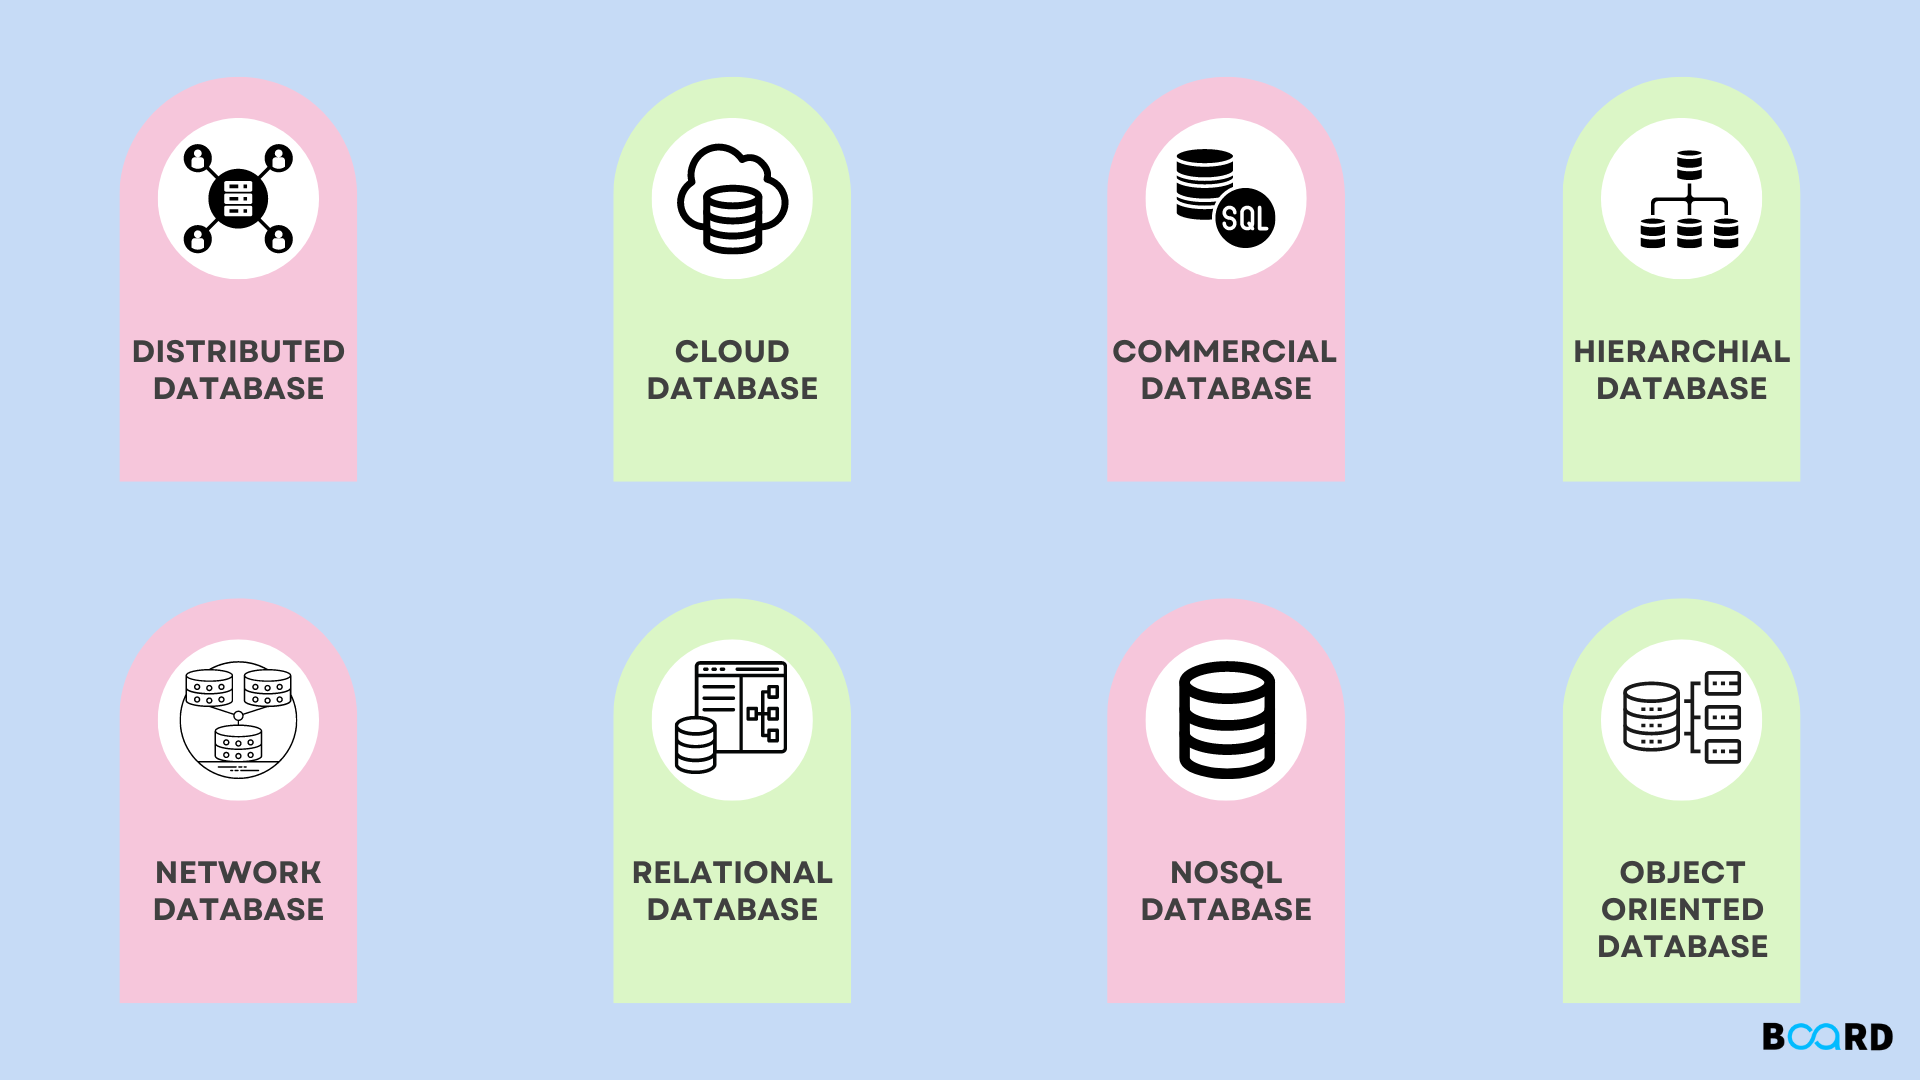 SQL
DISTRIBUTED
DATABASE
CLOUD
DATABASE
COMMERCIAL
DATABASE
HIERARCHIAL
DATABASE
NETWORK
DATABASE
RELATIONAL
DATABASE
NOSQL
DATABASE
OBJECT
ORIENTED
DATABASE
BOARD